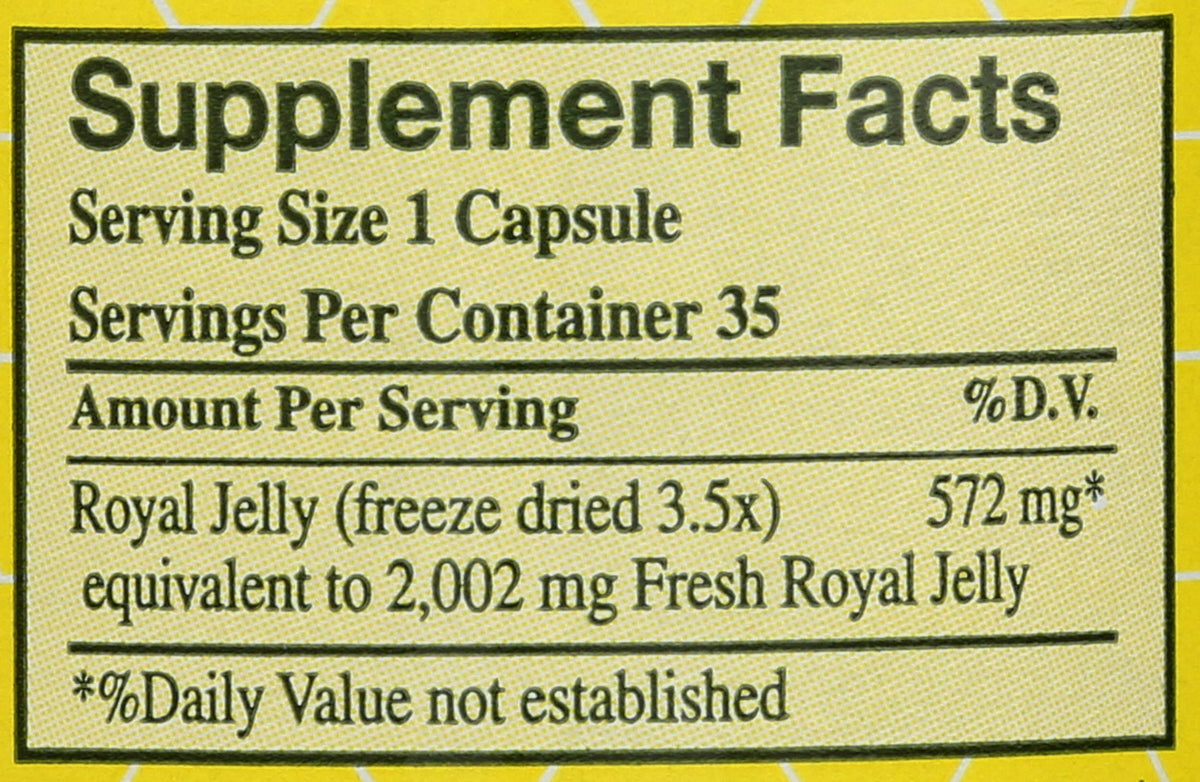 Supplement Facts
Serving Size 1 Capsule
Servings Per Container 35
Amount Per Serving %D.V.
Royal Jelly (freeze dried 3.5x) 572 mg*
equivalent to 2,002 mg Fresh Royal Jelly
*%Daily Value not established